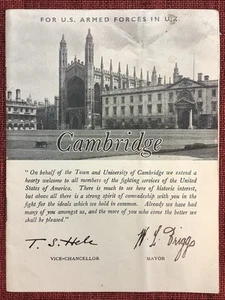 FOR U.S. ARMED FORCES IN U.K.
Cambridge
"On behalf of the Town and University of Cambridge we extend a
hearty welcome to all members of the fighting services of the United
States of America. There is much to see here of historic interest,
but above all there is a strong spirit of comradeship with you in the
fight for the ideals which we hold in common. Already we have had
many of you amongst us, and the more of you who come the better we
shall be pleased."
T. S. Hele
VICE-CHANCELLOR
MAYOR